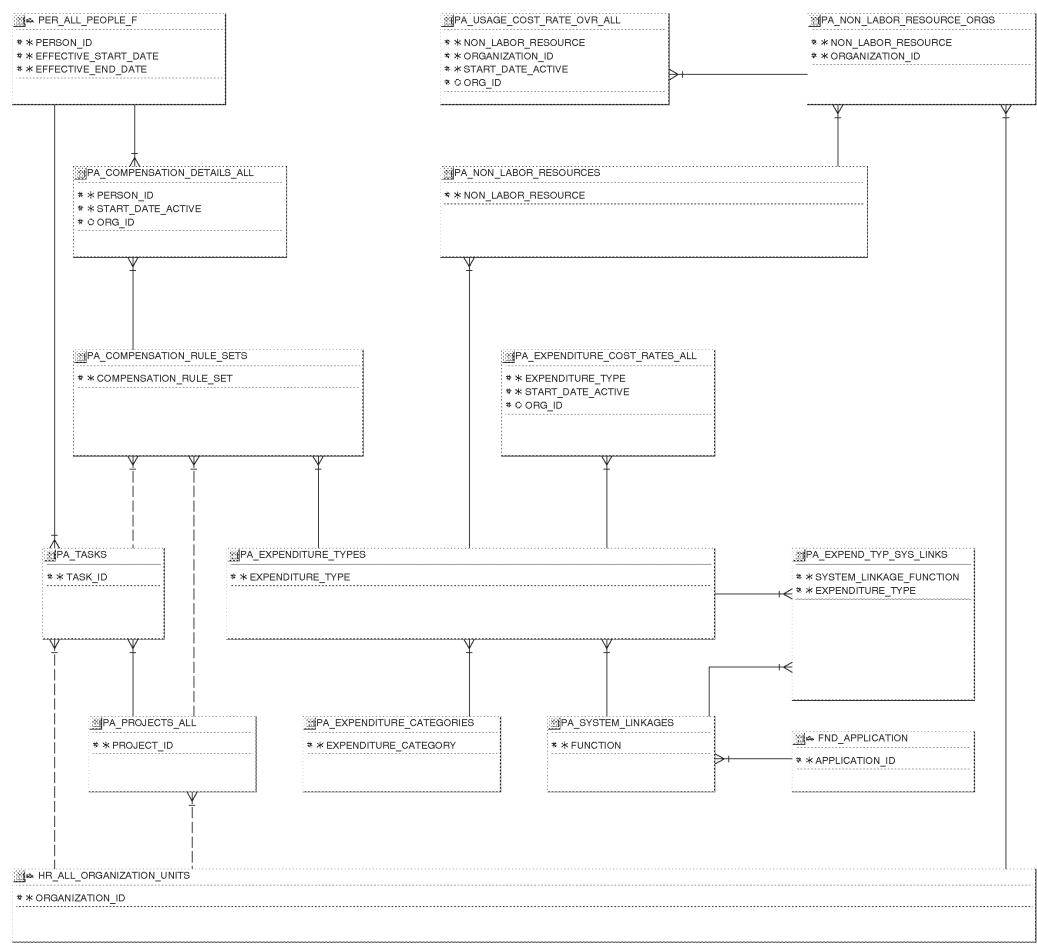 PER_ALL_PEOPLE_F
# * PERSON_ID
# * EFFECTIVE_START_DATE
# * EFFECTIVE_END_DATE
PA_USAGE_COST_RATE_OVR_ALL
# * NON_LABOR_RESOURCE
# * ORGANIZATION_ID
# * START_DATE_ACTIVE
# O ORG_ID
PA_NON_LABOR_RESOURCE_ORGS
# * NON_LABOR_RESOURCE
# * ORGANIZATION_ID
PA_COMPENSATION_DETAILS_ALL
# * PERSON_ID
# * START_DATE_ACTIVE
# O ORG_ID
PA_NON_LABOR_RESOURCES
# * NON_LABOR_RESOURCE
PA_COMPENSATION_RULE_SETS
# * COMPENSATION_RULE_SET
PA_EXPENDITURE_COST_RATES_ALL
# * EXPENDITURE_TYPE
# * START_DATE_ACTIVE
# O ORG_ID
PA_TASKS
# * TASK_ID
PA_EXPENDITURE_TYPES
# * EXPENDITURE_TYPE
PA_EXPEND_TYP_SYS_LINKS
# * SYSTEM_LINKAGE_FUNCTION
# * EXPENDITURE_TYPE
PA_PROJECTS_ALL
# * PROJECT_ID
PA_EXPENDITURE_CATEGORIES
# * EXPENDITURE_CATEGORY
PA_SYSTEM_LINKAGES
# * FUNCTION
FND_APPLICATION
# * APPLICATION_ID
HR_ALL_ORGANIZATION_UNITS
# * ORGANIZATION_ID